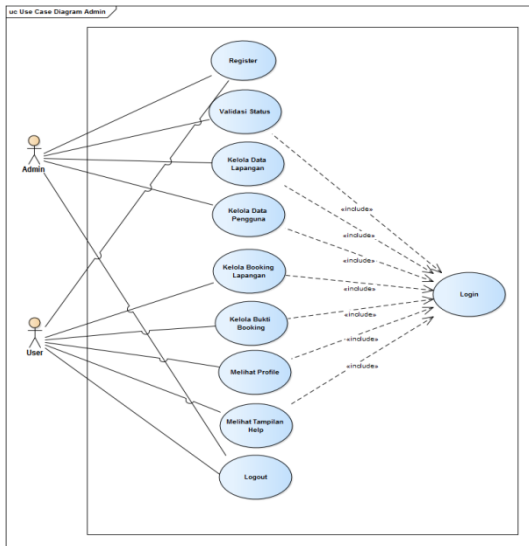 uc Use Case Diagram Admin
Register
Validasi Status
Admin
Kelola Data
Lapangan
«include»
Kelola Data
Pengguna
«include»
«include»
Kelola Booking
Lapangan
«include»
Login
User
Kelola Bukti
Booking
«include»
Melihat Profile
«include»
«include»
Melihat Tampilan
Help
Logout